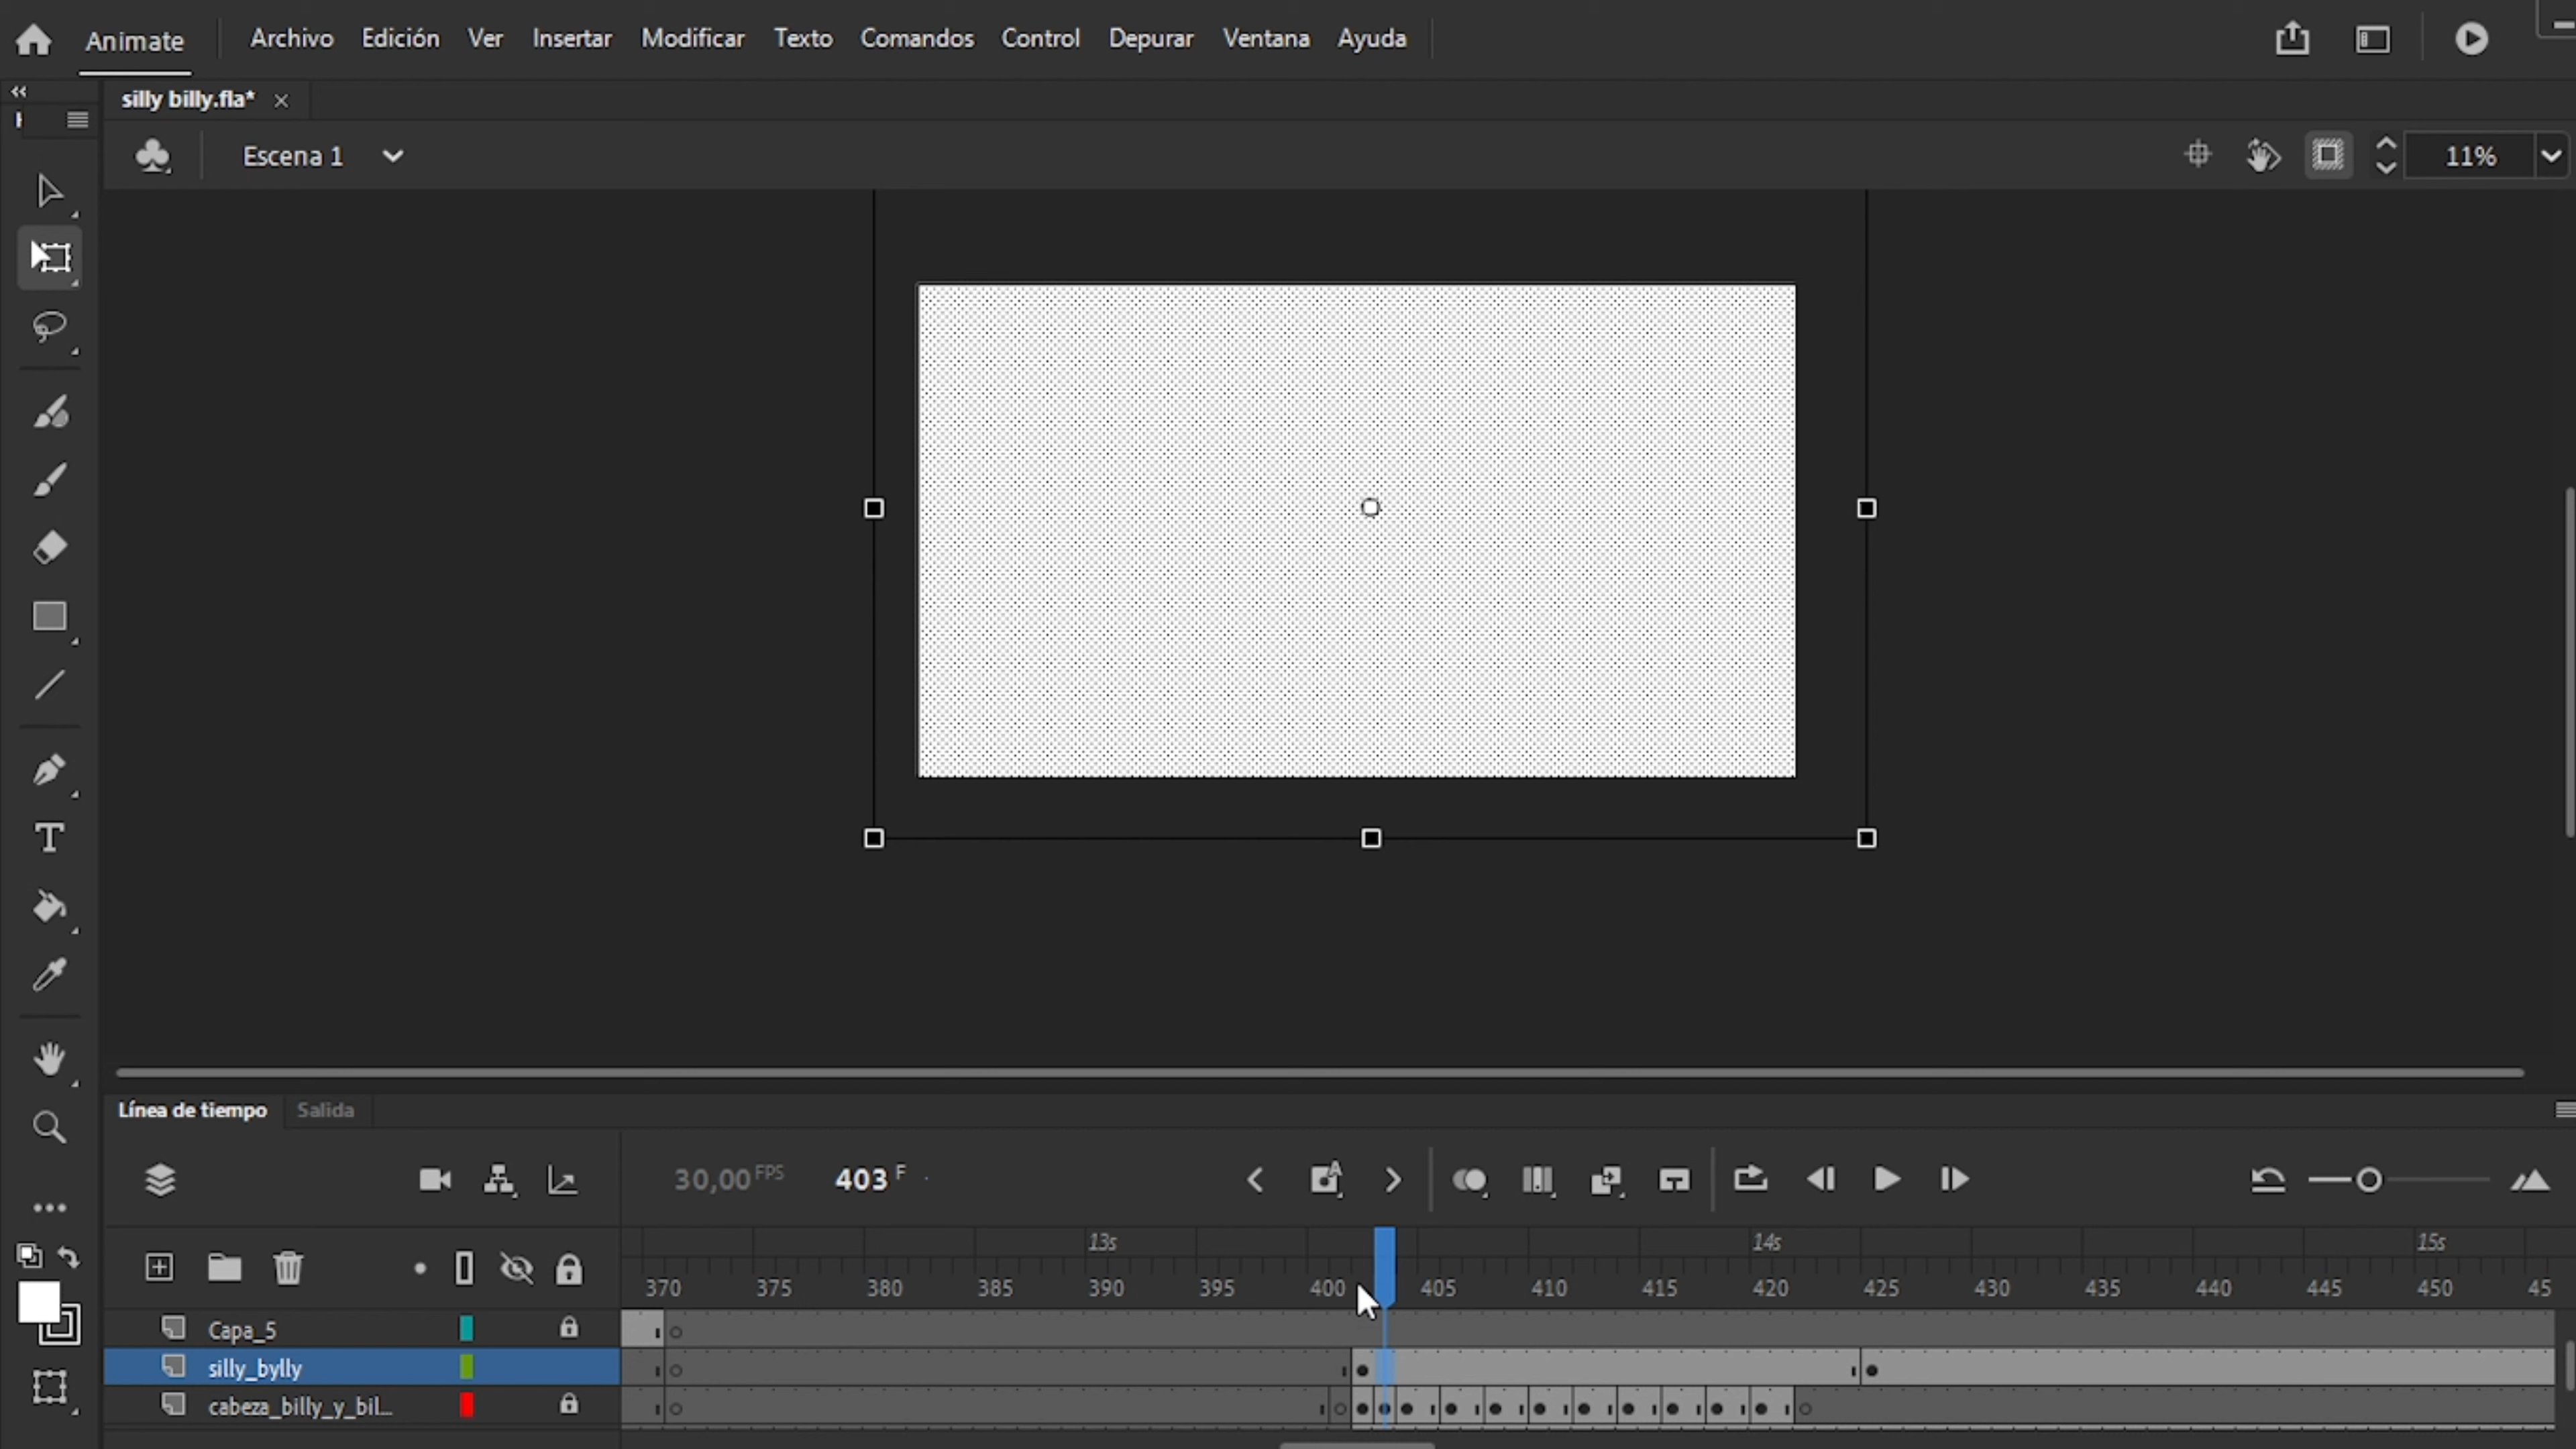 Animate Archivo Edición Ver Insertar Modificar Texto Comandos Control Depurar Ventana Ayuda
silly billy.fla*
Escena 1 11%
Línea de tiempo Salida
30,00 FPS 403 F
13s 14s 15s
370 375 380 385 390 395 400 405 410 415 420 425 430 435 440 445 450 45
Capa_5
silly_bylly
cabeza_billy_y_bil...